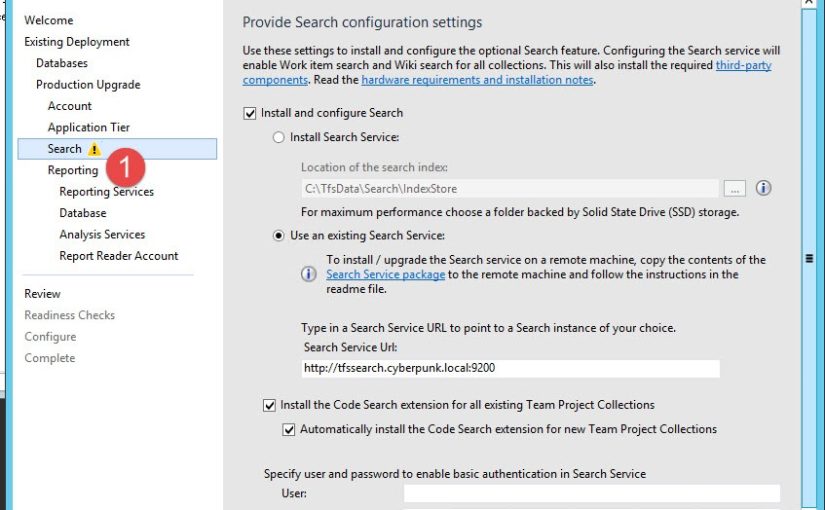 Welcome
Existing Deployment
Databases
Production Upgrade
Account
Application Tier
Search
Reporting
1
Reporting Services
Database
Analysis Services
Report Reader Account
Review
Readiness Checks
Configure
Complete
Provide Search configuration settings
Use these settings to install and configure the optional Search feature. Configuring the Search service will
enable Work item search and Wiki search for all collections. This will also install the required third-party
components. Read the hardware requirements and installation notes.
Install and configure Search
Install Search Service:
Location of the search index:
C:\TfsData\Search\IndexStore
...
For maximum performance choose a folder backed by Solid State Drive (SSD) storage.
Use an existing Search Service:
To install / upgrade the Search service on a remote machine, copy the contents of the
Search Service package to the remote machine and follow the instructions in the
readme file.
Type in a Search Service URL to point to a Search instance of your choice.
Search Service Url:
http://tfssearch.cyberpunk.local:9200
Install the Code Search extension for all existing Team Project Collections
Automatically install the Code Search extension for new Team Project Collections
Specify user and password to enable basic authentication in Search Service
User: